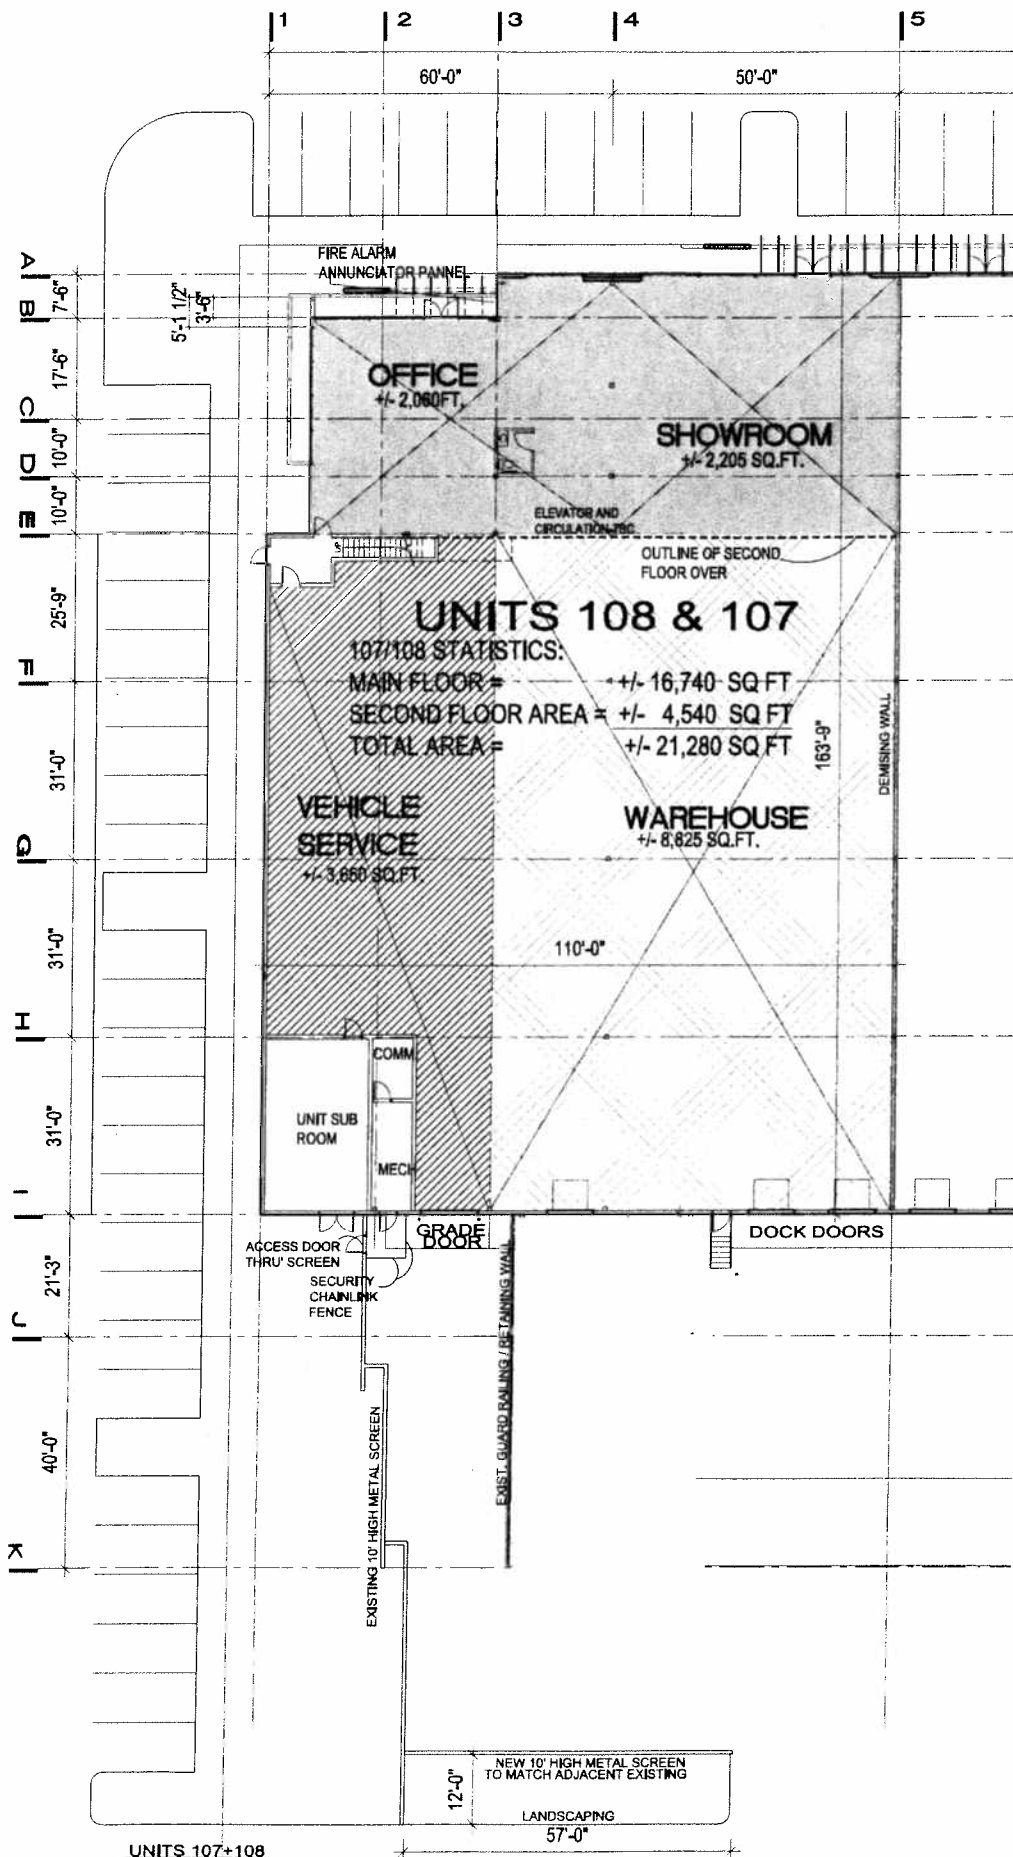 1 2 3 4 5
60'-0" 50'-0"
A
FIRE ALARM
ANNUNCIATOR PANNEL
7'-6"
5'-1 1/2"
3'-6"
B
OFFICE
+/- 2,060FT.
17'-6"
C
SHOWROOM
+/- 2,205 SQ.FT.
10'-0"
D
10'-0"
ELEVATOR AND
CIRCULATION-TBC
E
OUTLINE OF SECOND
FLOOR OVER
25'-9"
UNITS 108 & 107
107/108 STATISTICS:
MAIN FLOOR = +/- 16,740 SQ FT
SECOND FLOOR AREA = +/- 4,540 SQ FT
TOTAL AREA = +/- 21,280 SQ FT
F
163'-9"
DEMISING WALL
31'-0"
VEHICLE
SERVICE
+/- 3,650 SQ.FT.
WAREHOUSE
+/- 8,825 SQ.FT.
G
31'-0"
110'-0"
H
COMM
UNIT SUB
ROOM
31'-0"
MECH
I
GRADE
DOOR
DOCK DOORS
ACCESS DOOR
THRU' SCREEN
SECURITY
CHAINLINK
FENCE
21'-3"
J
EXIST. GUARD RAILING / RETAINING WALL
EXISTING 10' HIGH METAL SCREEN
40'-0"
K
NEW 10' HIGH METAL SCREEN
TO MATCH ADJACENT EXISTING
12'-0"
LANDSCAPING
57'-0"
UNITS 107+108